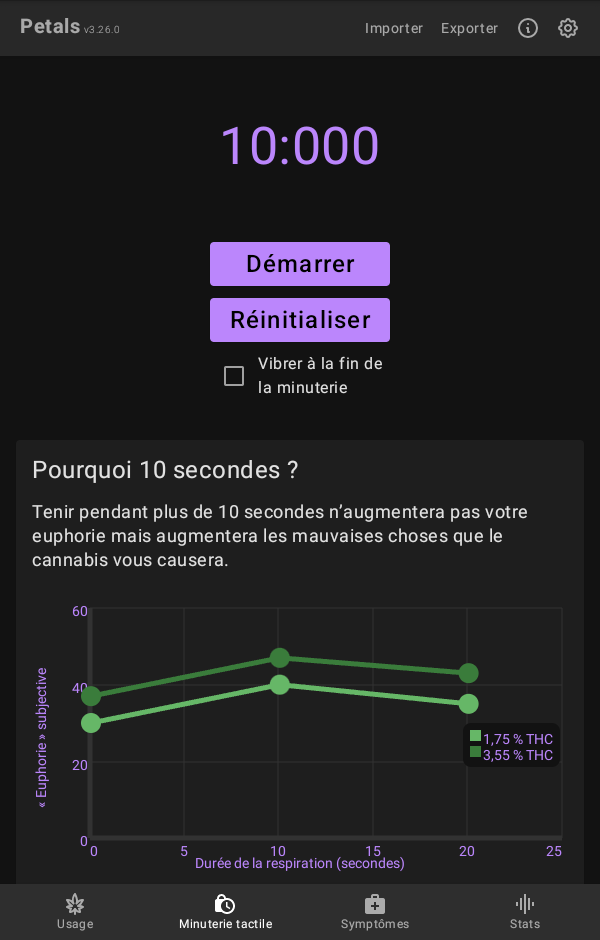 Petals v3.26.0
Importer Exporter
10:000
Démarrer
Réinitialiser
Vibrer à la fin de
la minuterie
Pourquoi 10 secondes ?
Tenir pendant plus de 10 secondes n’augmentera pas votre
euphorie mais augmentera les mauvaises choses que le
cannabis vous causera.
« Euphorie » subjective
60
40
20
0
1,75 % THC
3,55 % THC
0 5 10 15 20 25
Durée de la respiration (secondes)
Usage Minuterie tactile Symptômes Stats